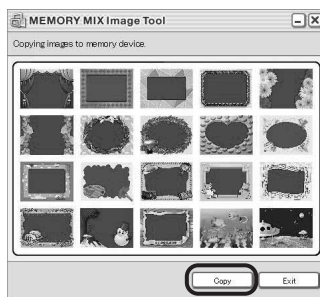 MEMORY MIX Image Tool
Copying images to memory device.
Copy
Exit